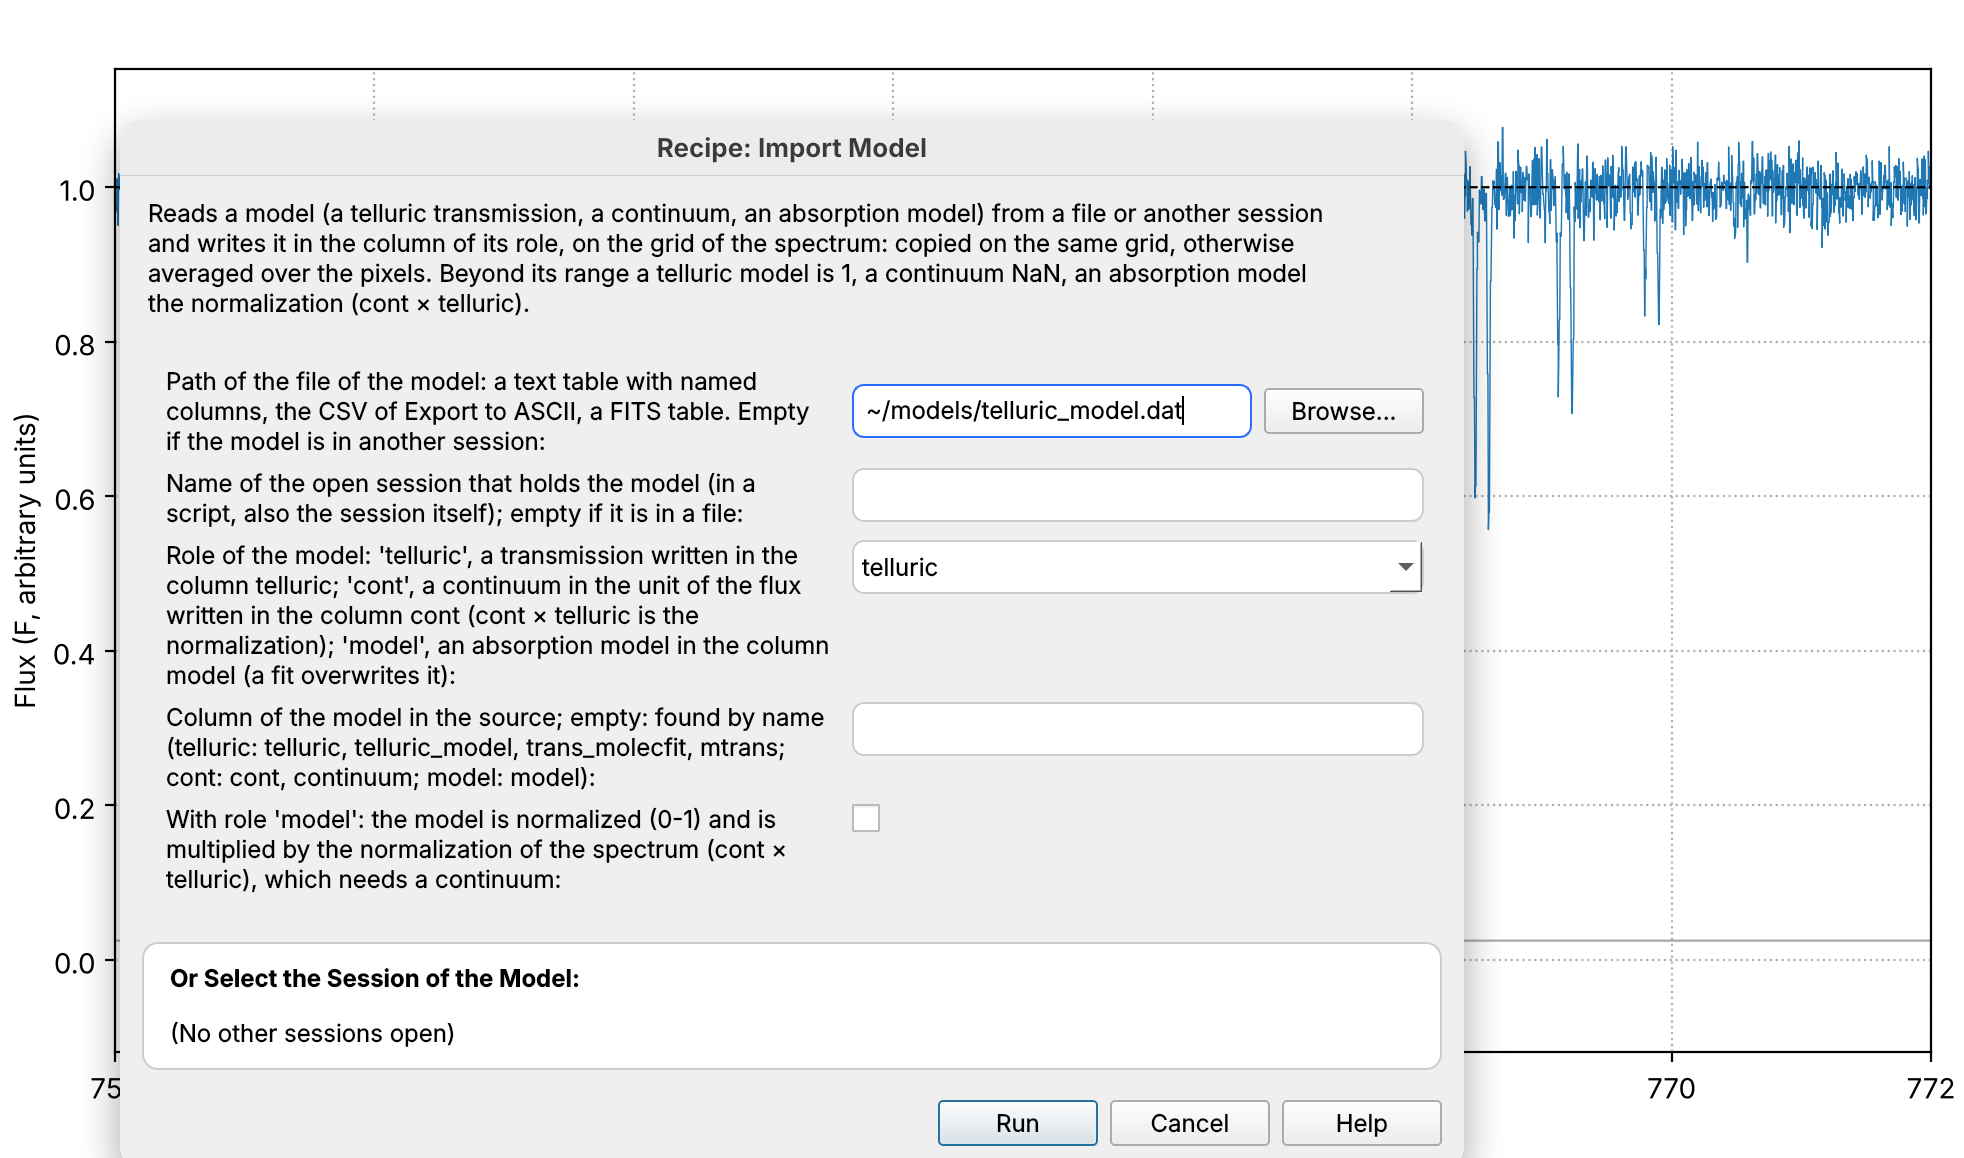 Recipe: Import Model
Reads a model (a telluric transmission, a continuum, an absorption model) from a file or another session
and writes it in the column of its role, on the grid of the spectrum: copied on the same grid, otherwise
averaged over the pixels. Beyond its range a telluric model is 1, a continuum NaN, an absorption model
the normalization (cont × telluric).
Path of the file of the model: a text table with named
columns, the CSV of Export to ASCII, a FITS table. Empty
if the model is in another session:
~/models/telluric_model.dat
Browse...
Name of the open session that holds the model (in a
script, also the session itself); empty if it is in a file:
Role of the model: 'telluric', a transmission written in the
column telluric; 'cont', a continuum in the unit of the flux
written in the column cont (cont × telluric is the
normalization); 'model', an absorption model in the column
model (a fit overwrites it):
telluric
Column of the model in the source; empty: found by name
(telluric: telluric, telluric_model, trans_molecfit, mtrans;
cont: cont, continuum; model: model):
With role 'model': the model is normalized (0-1) and is
multiplied by the normalization of the spectrum (cont ×
telluric), which needs a continuum:
Or Select the Session of the Model:
(No other sessions open)
Run
Cancel
Help
Flux (F, arbitrary units)
1.0
0.8
0.6
0.4
0.2
0.0
75
770
772